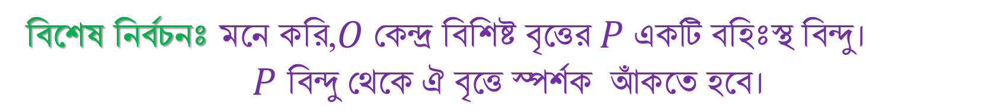 বিশেষ নির্বচনঃ মনে করি,O কেন্দ্র বিশিষ্ট বৃত্তের P একটি বহিঃস্থ বিন্দু।
P বিন্দু থেকে ঐ বৃত্তে স্পর্শক আঁকতে হবে।